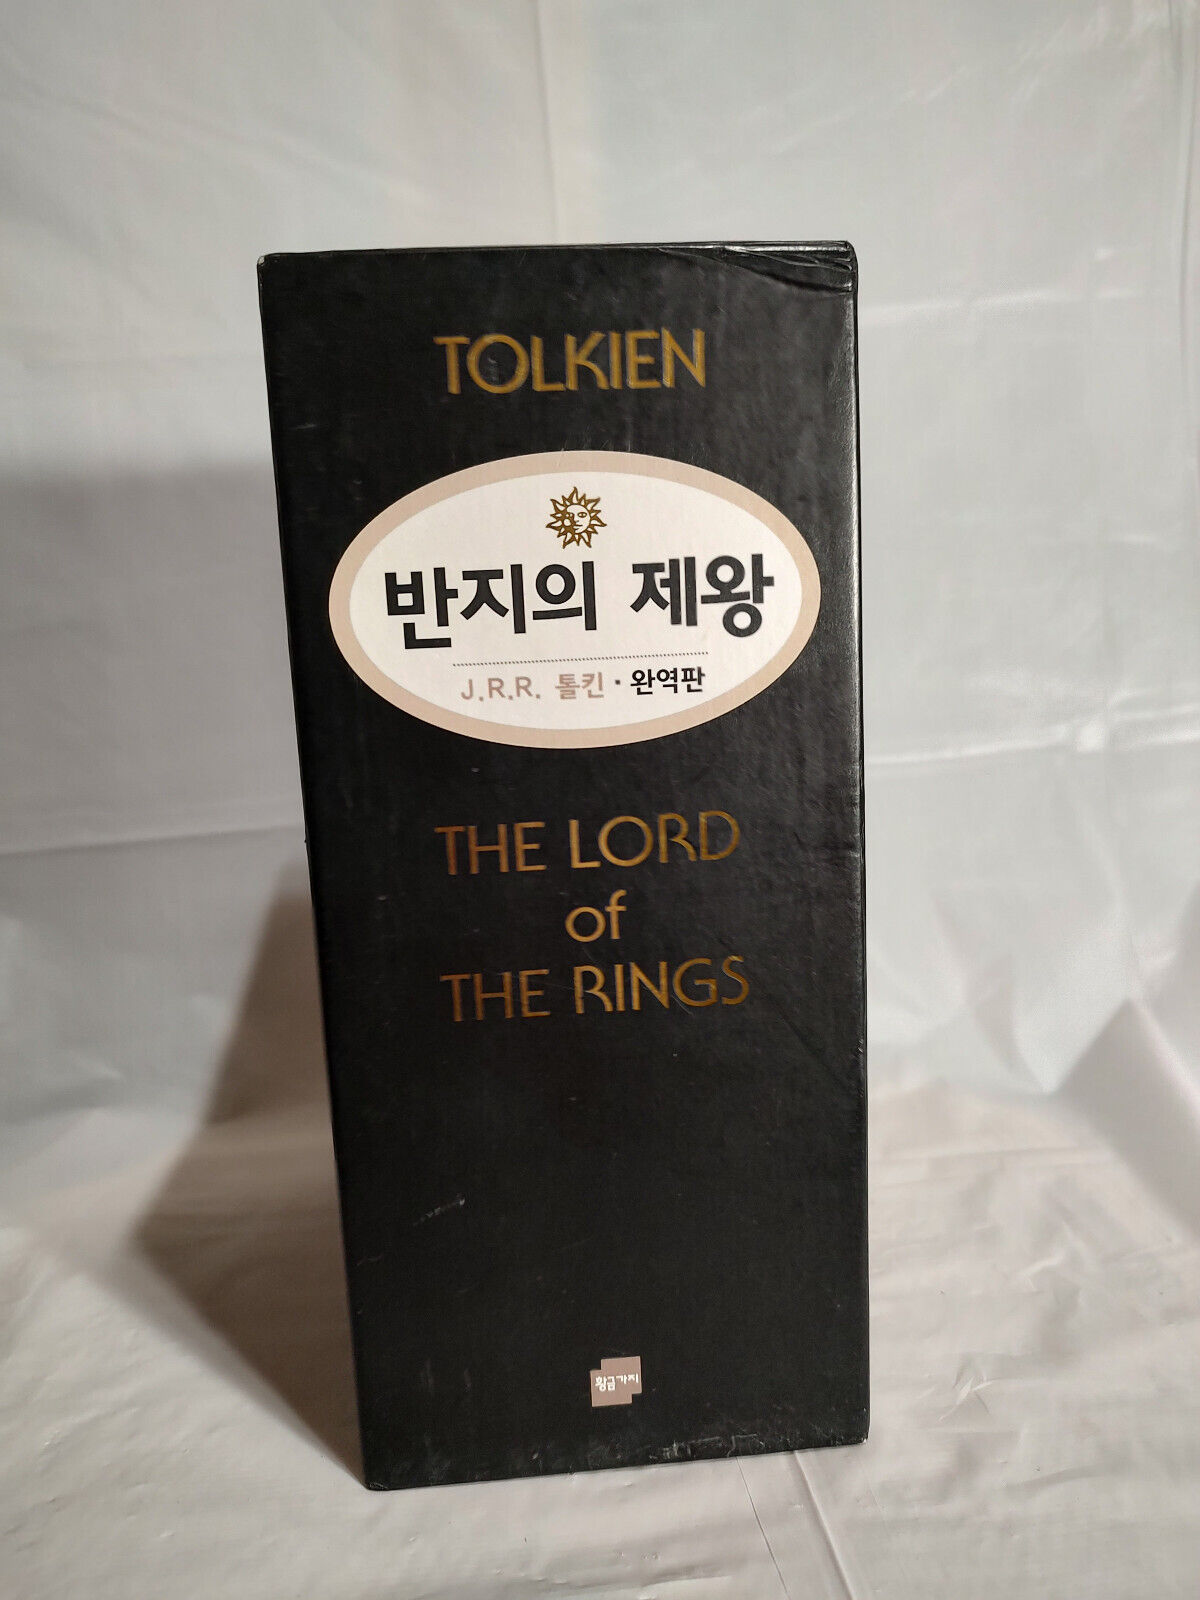 TOLKIEN
반지의 제왕
J.R.R. 톨킨 · 완역판
THE LORD
of
THE RINGS
황금가지